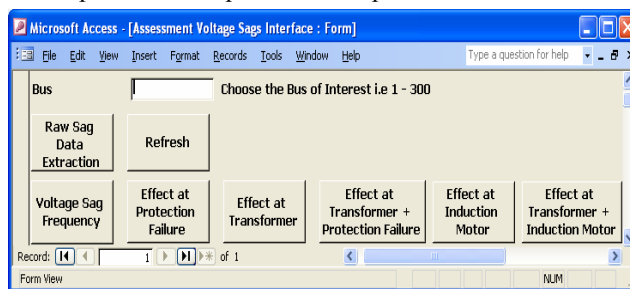 Microsoft Access - [Assessment Voltage Sags Interface : Form]
File Edit View Insert Format Records Tools Window Help Type a question for help
Bus Choose the Bus of Interest i.e 1 - 300
Raw Sag Data Extraction
Refresh
Voltage Sag Frequency
Effect at Protection Failure
Effect at Transformer
Effect at Transformer + Protection Failure
Effect at Induction Motor
Effect at Transformer + Induction Motor
Record: 1 of 1
Form View NUM